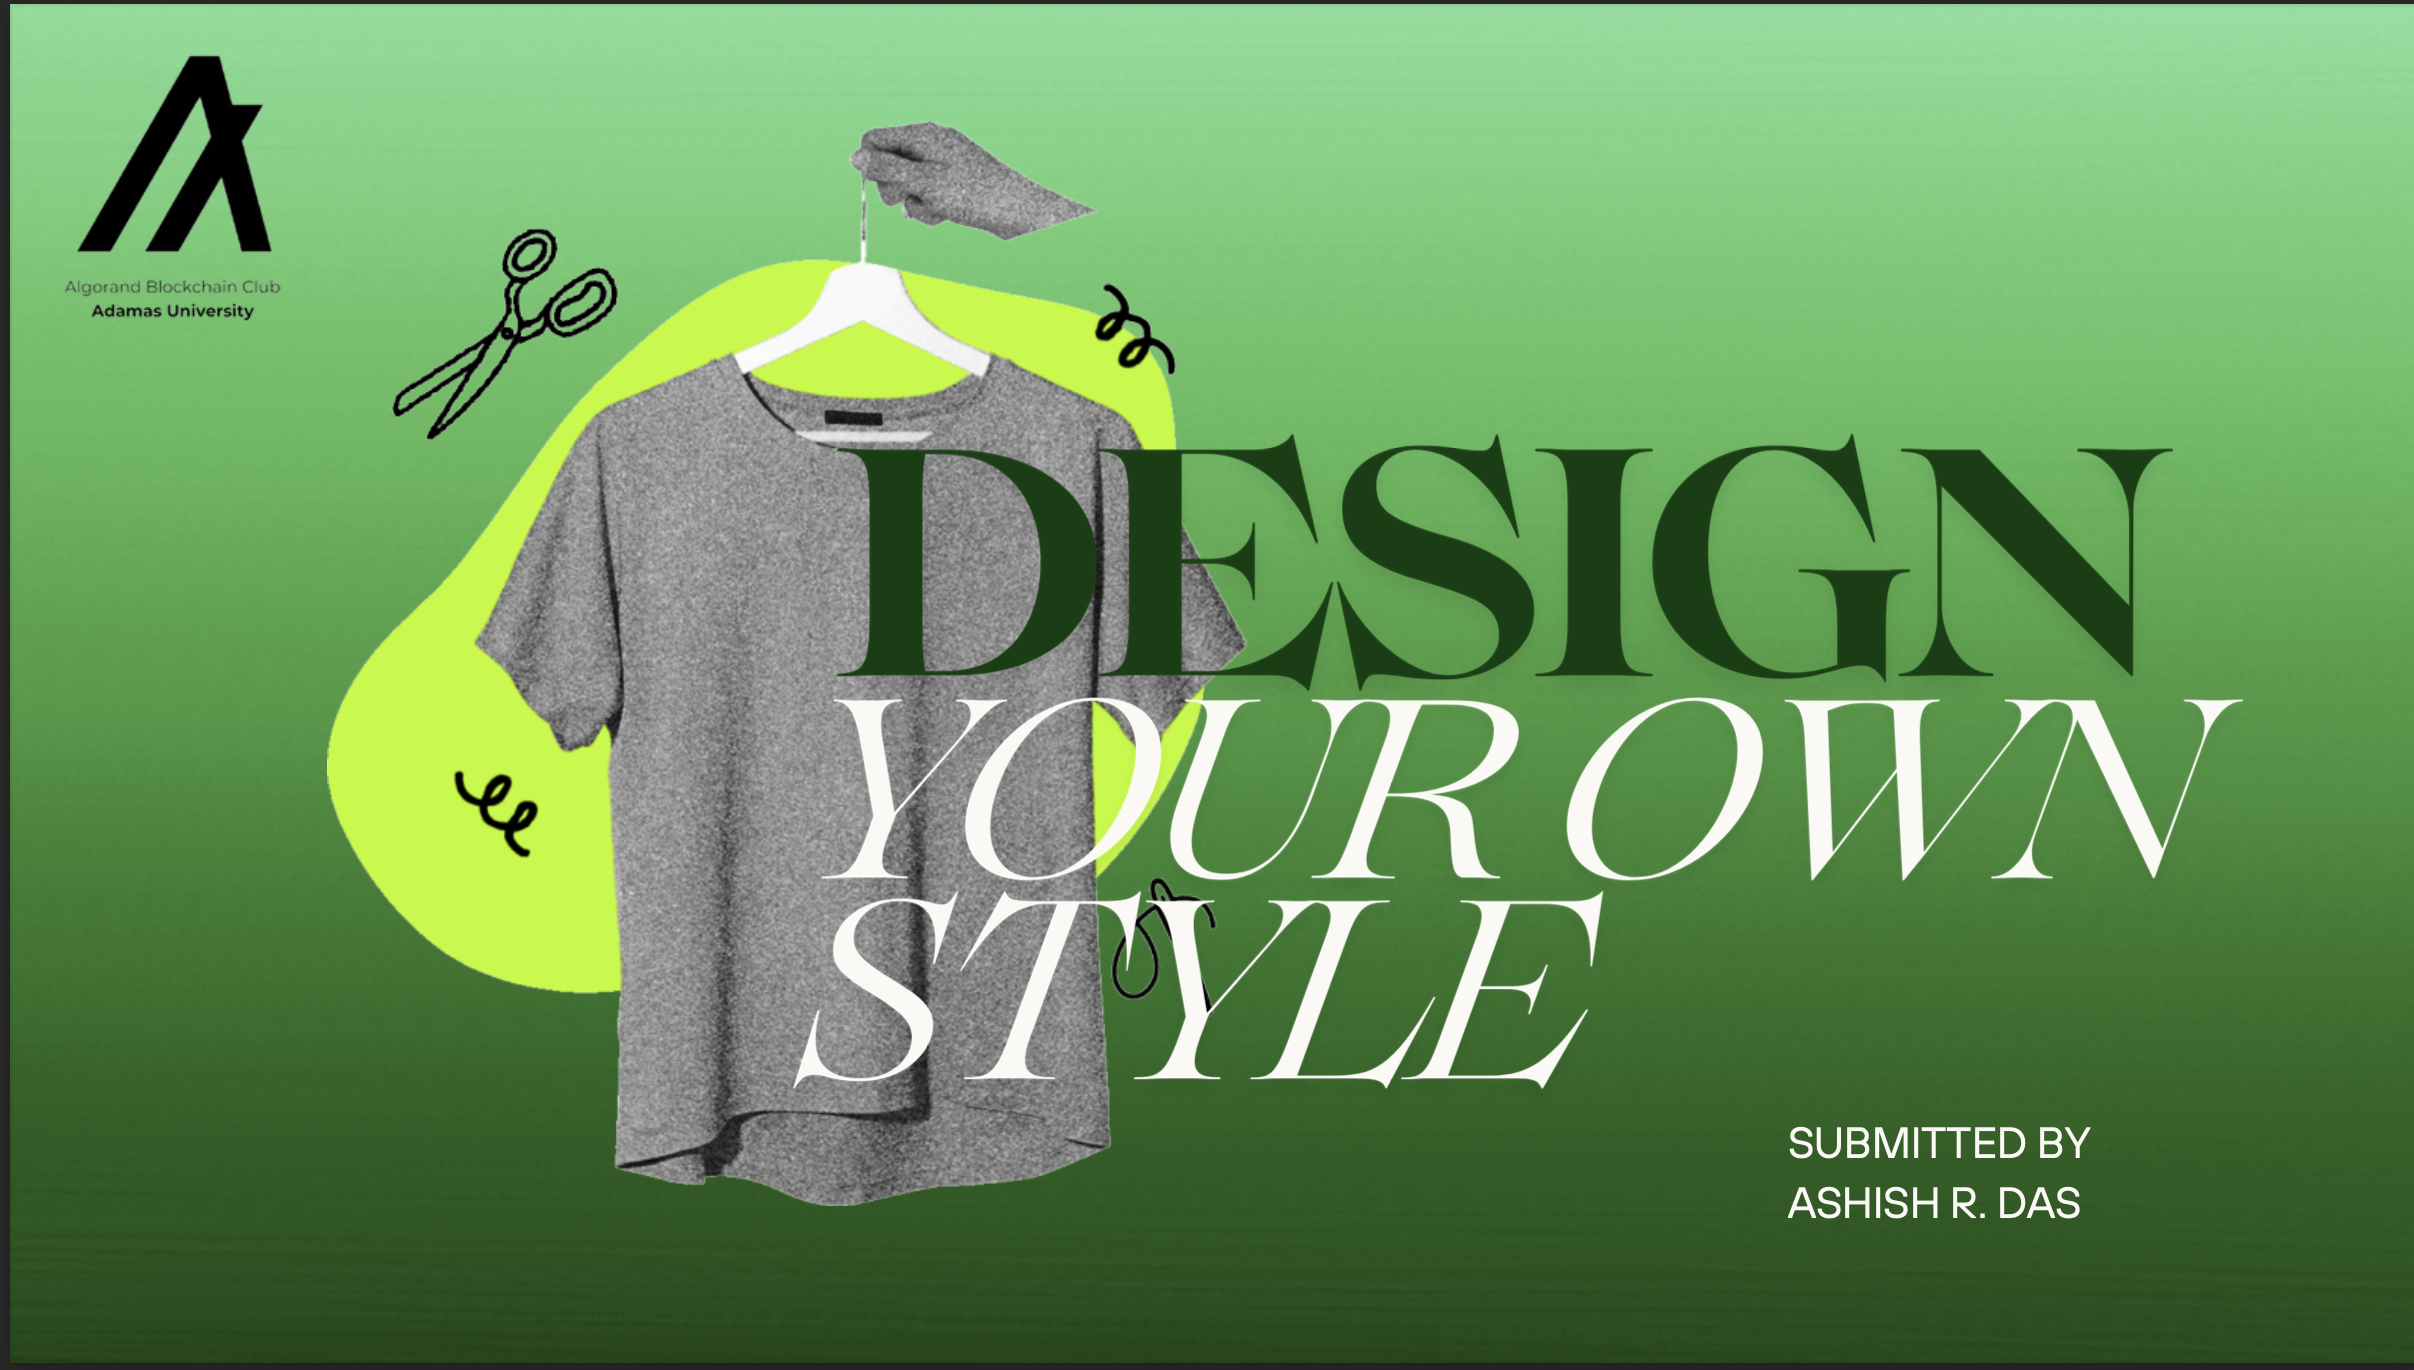 Algorand Blockchain Club
Adamas University
DESIGN
YOUR OWN
STYLE
SUBMITTED BY
ASHISH R. DAS